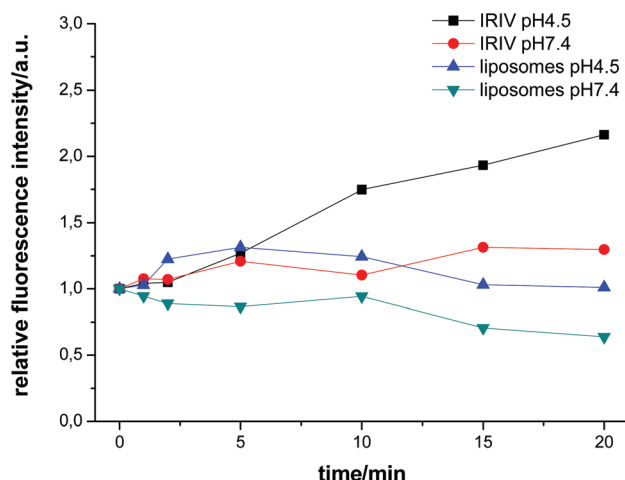 IRIV pH4.5
IRIV pH7.4
liposomes pH4.5
liposomes pH7.4
relative fluorescence intensity/a.u.
3,0
2,5
2,0
1,5
1,0
0,5
0,0
0
5
10
15
20
time/min